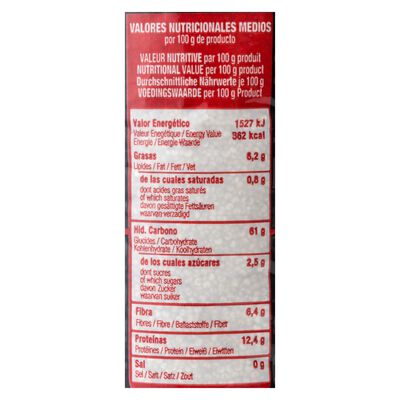 VALORES NUTRICIONALES MEDIOS
por 100 g de producto
VALEUR NUTRITIVE par 100 g produit
NUTRITIONAL VALUE per 100 g product
Durchschnittliche Nährwerte je 100 g
VOEDINGSWAARDE per 100 g Product
Valor Energético 1527 kJ
Valeur Enegétique / Energy Value 362 kcal
Energie / Energie Waarde
Grasas 6,2g
Lipides / Fat / Fett / Vet
de las cuales saturadas 0,8 g
dont acides gras saturés
of which saturates
davon gesättigte Fettsäuren
waarvan verzadigd
Hid. Carbono 61 g
Glucides / Carbohydrate
Kohlenhydrate / Koolhydraten
de los cuales azúcares 2,5 g
dont sucres
of which sugars
davon Zucker
waarvan suiker
Fibra 6,4g
Fibres / Fibre / Ballaststoffe / Fiber
Proteínas 12,4 g
Protéines / Protein / Eiweiß / Eiwitten
Sal 0 g
Sel / Salt / Satz / Zout